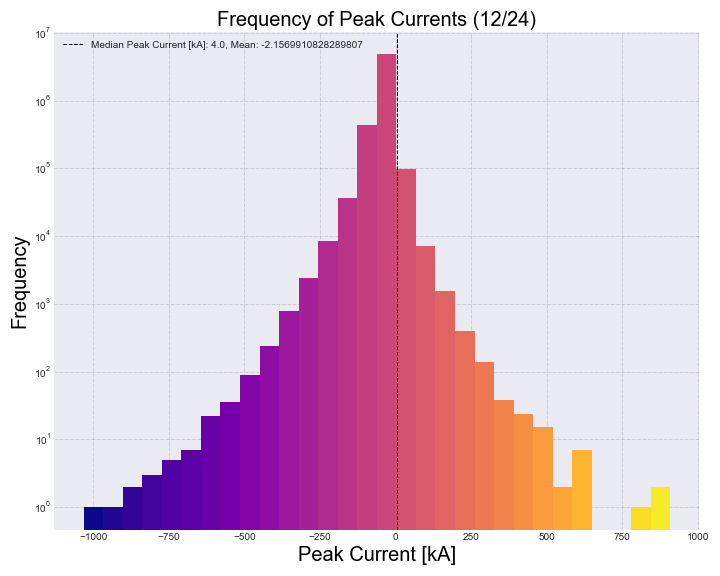 Frequency of Peak Currents (12/24)
Median Peak Current [kA]: 4.0, Mean: -2.1569910828289807
10⁷
10⁶
10⁵
10⁴
10³
10²
10¹
10⁰
Frequency
−1000 −750 −500 −250 0 250 500 750 1000
Peak Current [kA]